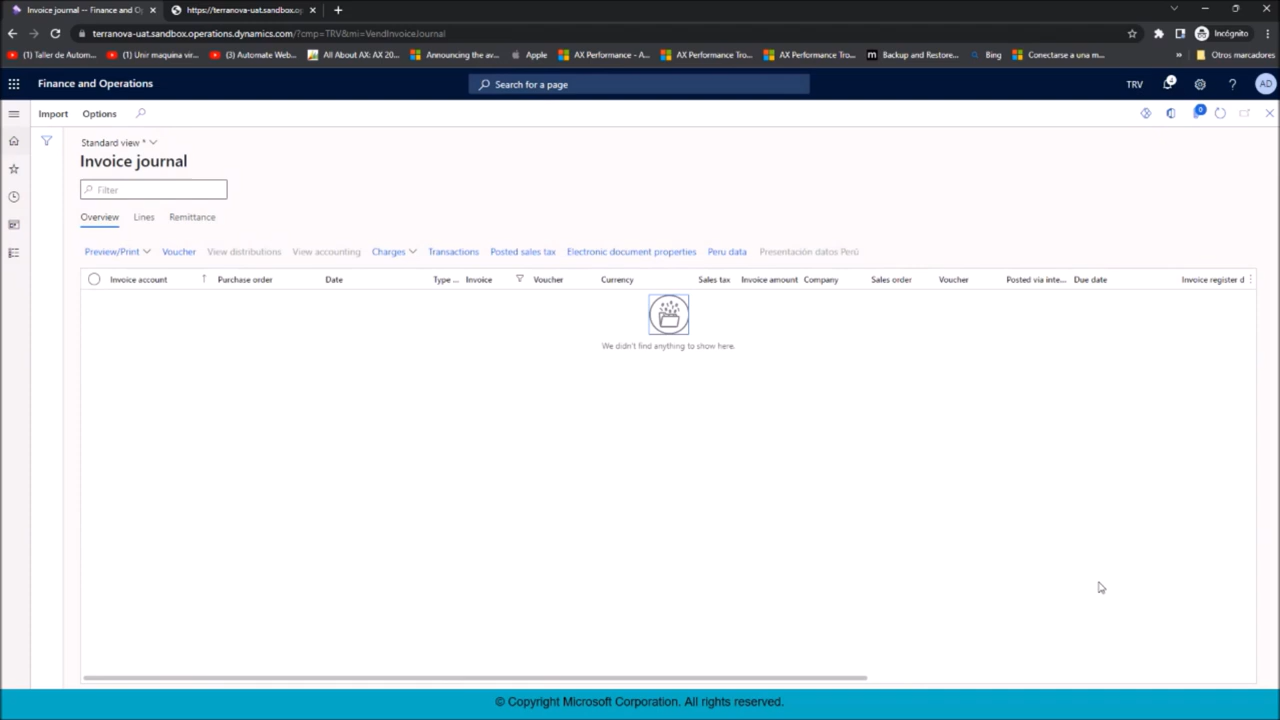 Invoice journal -- Finance and O
https://terranova-uat.sandbox.o
terranova-uat.sandbox.operations.dynamics.com/?cmp=TRV&mi=VendInvoiceJournal
Incógnito
Taller de Autom...
(1) Unir maquina vir...
(3) Automate Web...
All About AX: AX 20...
Announcing the av...
Apple
AX Performance - A...
AX Performance Tro...
AX Performance Tro...
Backup and Restore...
Bing
Conectarse a una m...
»
Otros marcadores
Finance and Operations
Search for a page
TRV
4
?
AD
Import
Options
0
Standard view *
Invoice journal
Filter
Overview
Lines
Remittance
Preview/Print
Voucher
View distributions
View accounting
Charges
Transactions
Posted sales tax
Electronic document properties
Peru data
Presentación datos Perú
Invoice account
Purchase order
Date
Type ...
Invoice
Voucher
Currency
Sales tax
Invoice amount
Company
Sales order
Voucher
Posted via inte...
Due date
Invoice register d
We didn't find anything to show here.
© Copyright Microsoft Corporation. All rights reserved.